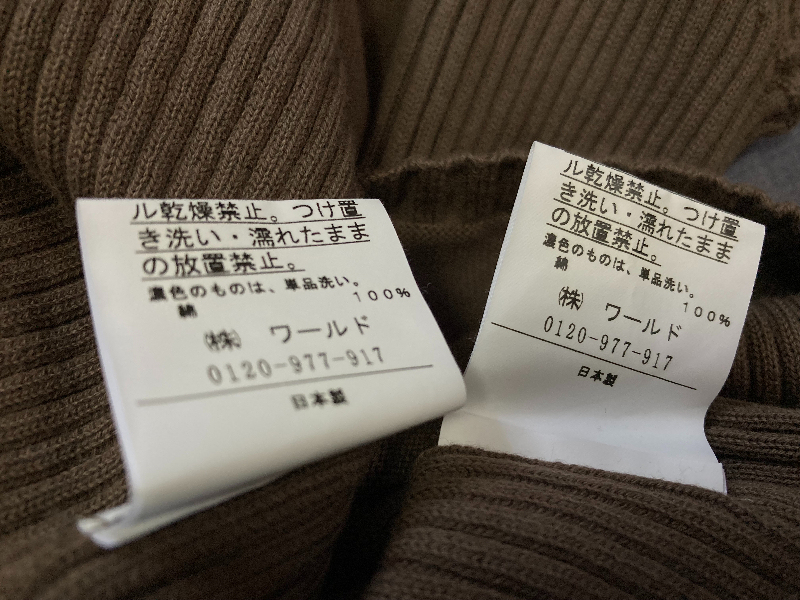 ル乾燥禁止。つけ置
き洗い・濡れたまま
の放置禁止。
濃色のものは、単品洗い。
綿 100%
㈱ ワールド
0120-977-917
日本製
ル乾燥禁止。つけ置
き洗い・濡れたまま
の放置禁止。
濃色のものは、単品洗い。
綿 100%
㈱ ワールド
0120-977-917
日本製